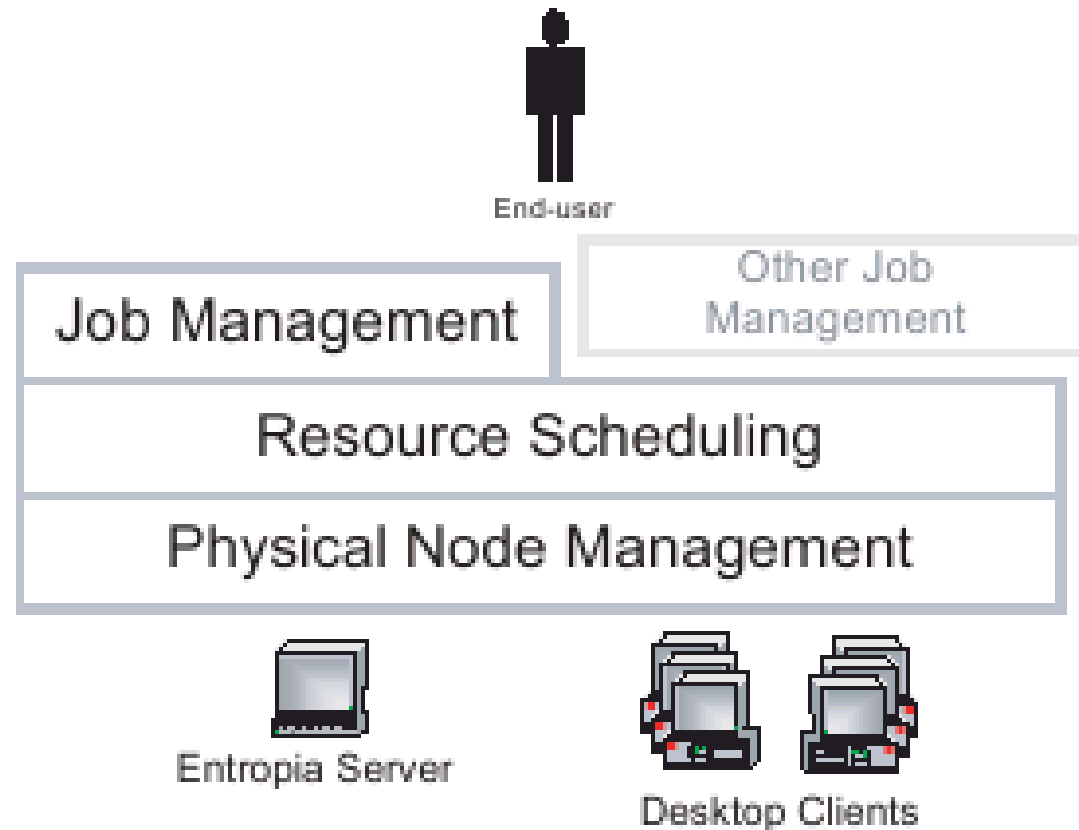 End-user
Other Job
Management
Job Management
Resource Scheduling
Physical Node Management
Entropia Server
Desktop Clients